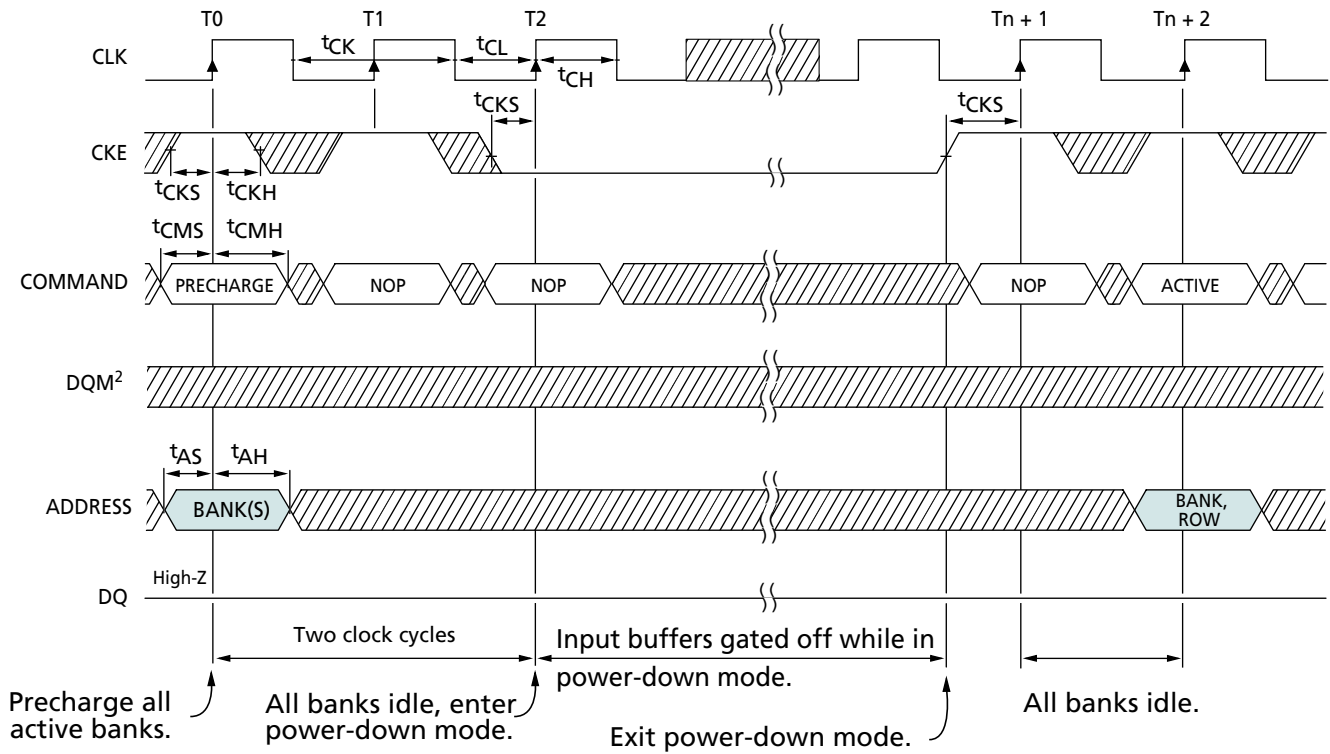 T0 T1 T2 Tn + 1 Tn + 2
CLK
tCK tCL
tCH
tCKS tCKS
CKE
tCKS tCKH
tCMS tCMH
COMMAND PRECHARGE NOP NOP NOP ACTIVE
DQM2
tAS tAH
ADDRESS BANK(S) BANK,
ROW
High-Z
DQ
Two clock cycles
Input buffers gated off while in
power-down mode.
Precharge all
active banks.
All banks idle, enter
power-down mode.
Exit power-down mode.
All banks idle.